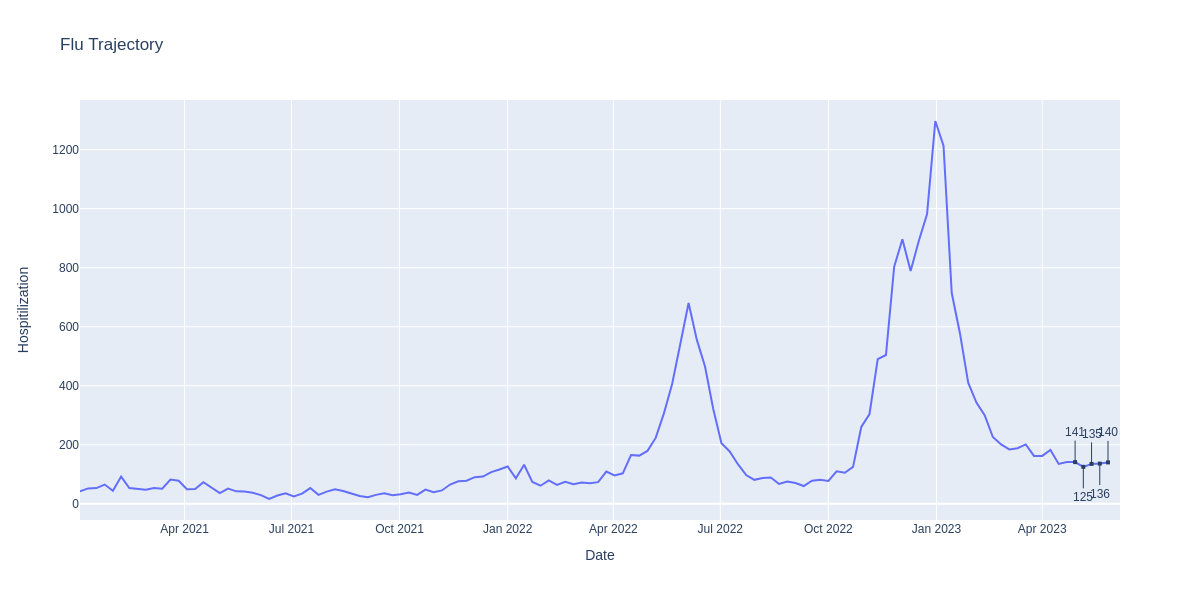 Flu Trajectory
Hospitilization
1200
1000
800
600
400
200
0
141
135
140
125
136
Apr 2021
Jul 2021
Oct 2021
Jan 2022
Apr 2022
Jul 2022
Oct 2022
Jan 2023
Apr 2023
Date